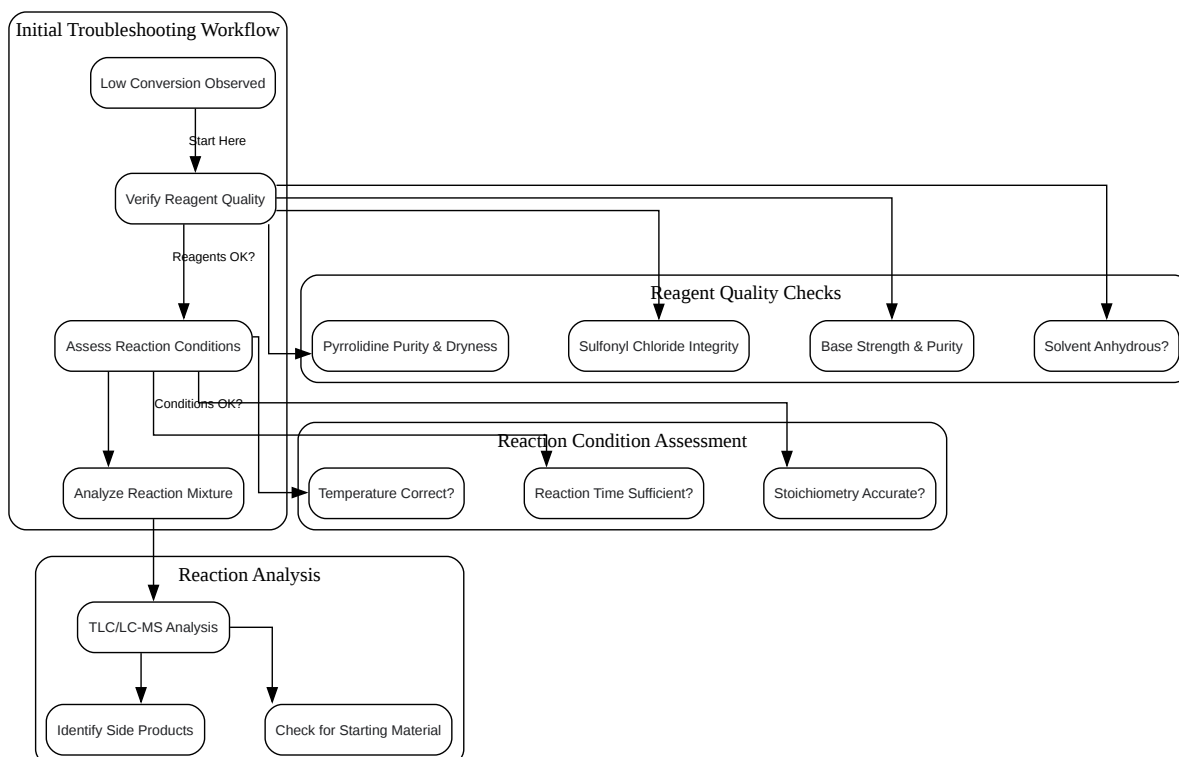 Initial Troubleshooting Workflow
Low Conversion Observed
Start Here
Verify Reagent Quality
Reagents OK?
Reagent Quality Checks
Assess Reaction Conditions
Pyrrolidine Purity & Dryness
Sulfonyl Chloride Integrity
Base Strength & Purity
Solvent Anhydrous?
Conditions OK?
Reaction Condition Assessment
Analyze Reaction Mixture
Temperature Correct?
Reaction Time Sufficient?
Stoichiometry Accurate?
Reaction Analysis
TLC/LC-MS Analysis
Identify Side Products
Check for Starting Material